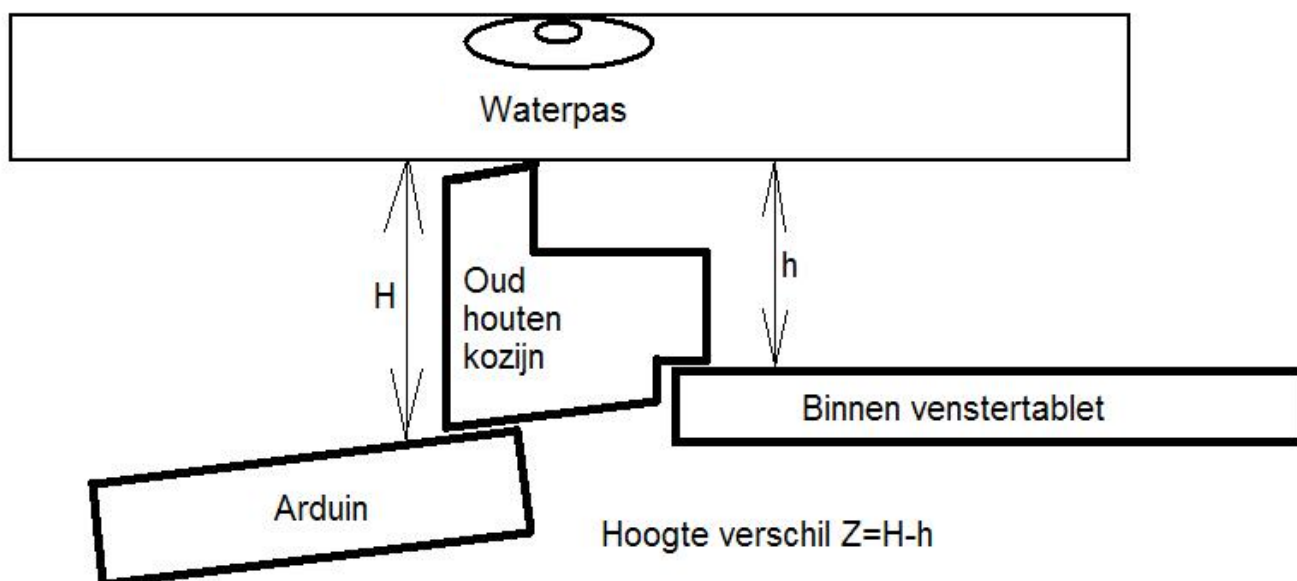 Waterpas
H
h
Oud
houten
kozijn
Binnen venstertablet
Arduin
Hoogte verschil Z=H-h